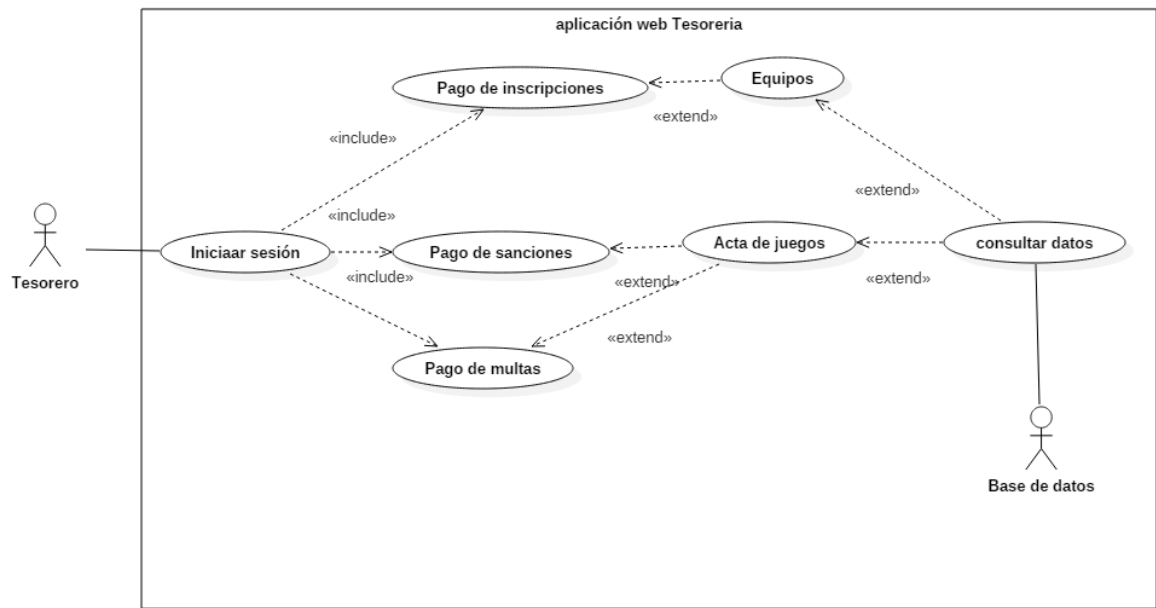 aplicación web Tesoreria
Equipos
Pago de inscripciones
«extend»
«include»
«extend»
«include»
Iniciaar sesión
Pago de sanciones
Acta de juegos
consultar datos
Tesorero
«include»
«extend»
«extend»
«extend»
Pago de multas
Base de datos